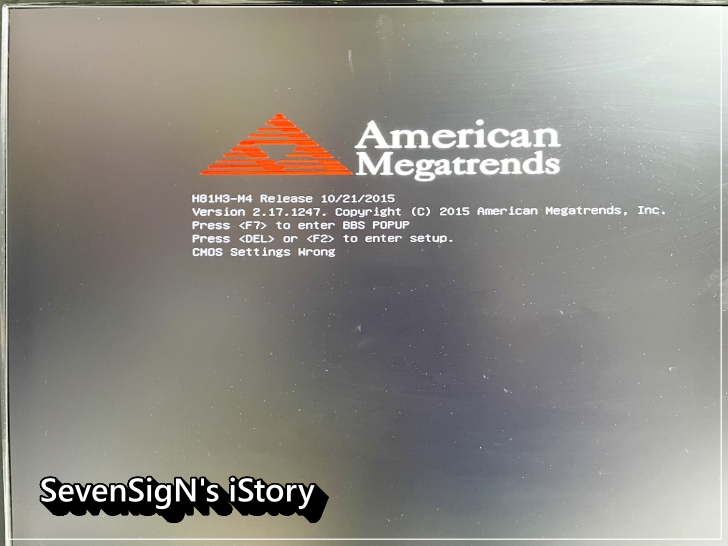 American
Megatrends
H81H3-M4 Release 10/21/2015
Version 2.17.1247. Copyright (C) 2015 American Megatrends, Inc.
Press <F7> to enter BBS POPUP
Press <DEL> or <F2> to enter setup.
CMOS Settings Wrong
SevenSigN's iStory